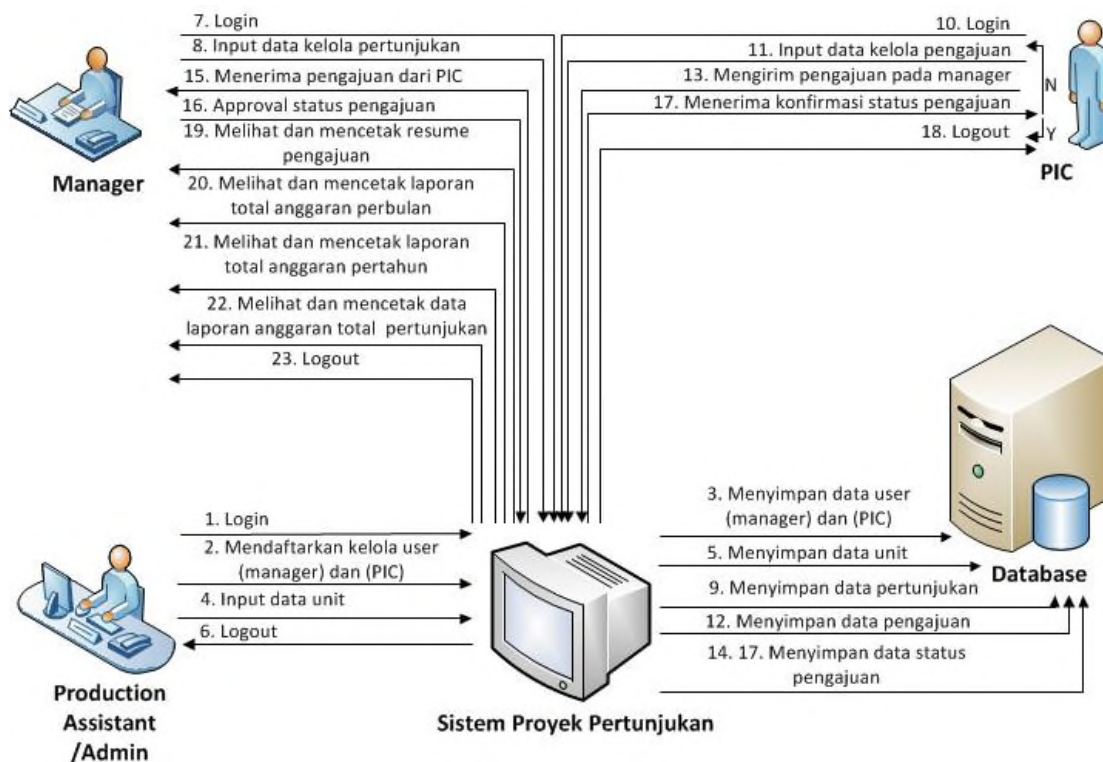 7. Login
8. Input data kelola pertunjukan
15. Menerima pengajuan dari PIC
16. Approval status pengajuan
19. Melihat dan mencetak resume
pengajuan
20. Melihat dan mencetak laporan
total anggaran perbulan
21. Melihat dan mencetak laporan
total anggaran pertahun
22. Melihat dan mencetak data
laporan anggaran total pertunjukan
23. Logout
Manager
10. Login
11. Input data kelola pengajuan
13. Mengirim pengajuan pada manager
17. Menerima konfirmasi status pengajuan
18. Logout
N
Y
PIC
1. Login
2. Mendaftarkan kelola user
(manager) dan (PIC)
4. Input data unit
6. Logout
Production
Assistant
/Admin
Sistem Proyek Pertunjukan
3. Menyimpan data user
(manager) dan (PIC)
5. Menyimpan data unit
9. Menyimpan data pertunjukan
12. Menyimpan data pengajuan
14. 17. Menyimpan data status
pengajuan
Database